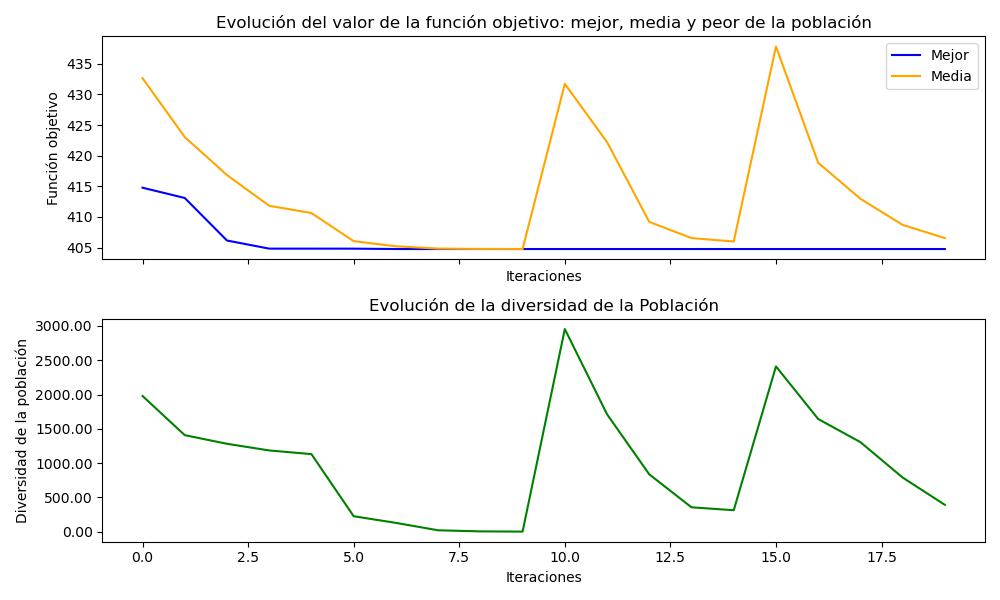 Evolución del valor de la función objetivo: mejor, media y peor de la población
Función objetivo
435
430
425
420
415
410
405
Mejor
Media
Iteraciones
Evolución de la diversidad de la Población
Diversidad de la población
3000.00
2500.00
2000.00
1500.00
1000.00
500.00
0.00
0.0 2.5 5.0 7.5 10.0 12.5 15.0 17.5
Iteraciones